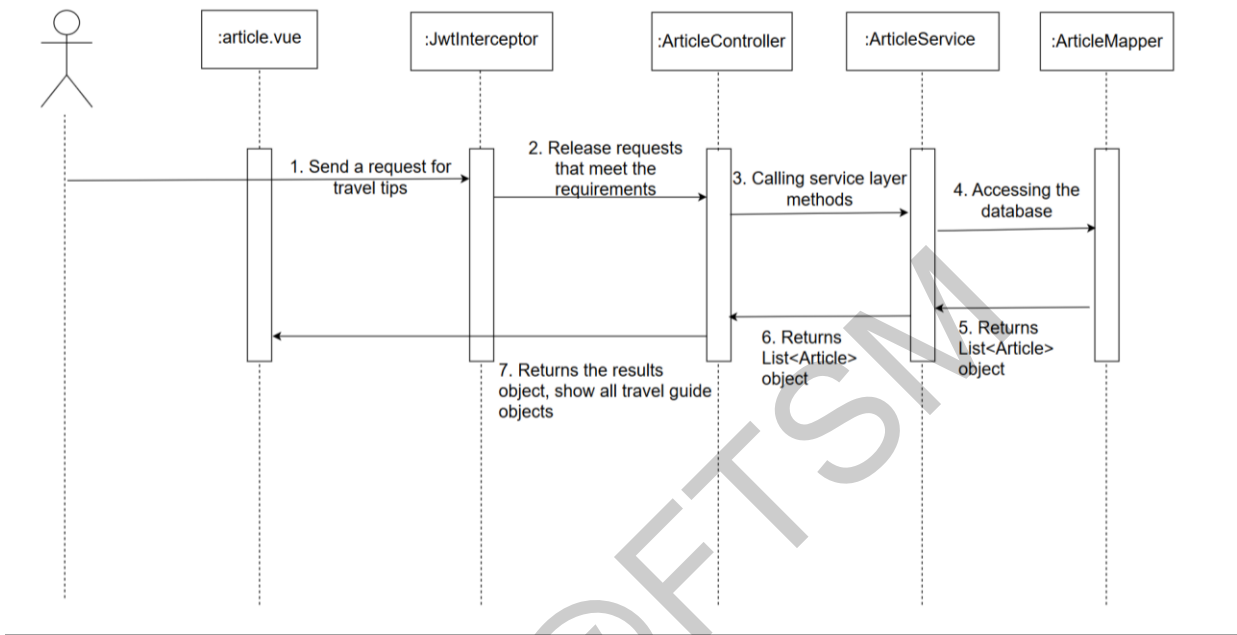 :article.vue
:JwtInterceptor
:ArticleController
:ArticleService
:ArticleMapper
1. Send a request for
travel tips
2. Release requests
that meet the
requirements
3. Calling service layer
methods
4. Accessing the
database
5. Returns
List<Article>
object
6. Returns
List<Article>
object
7. Returns the results
object, show all travel guide
objects
@FTSM